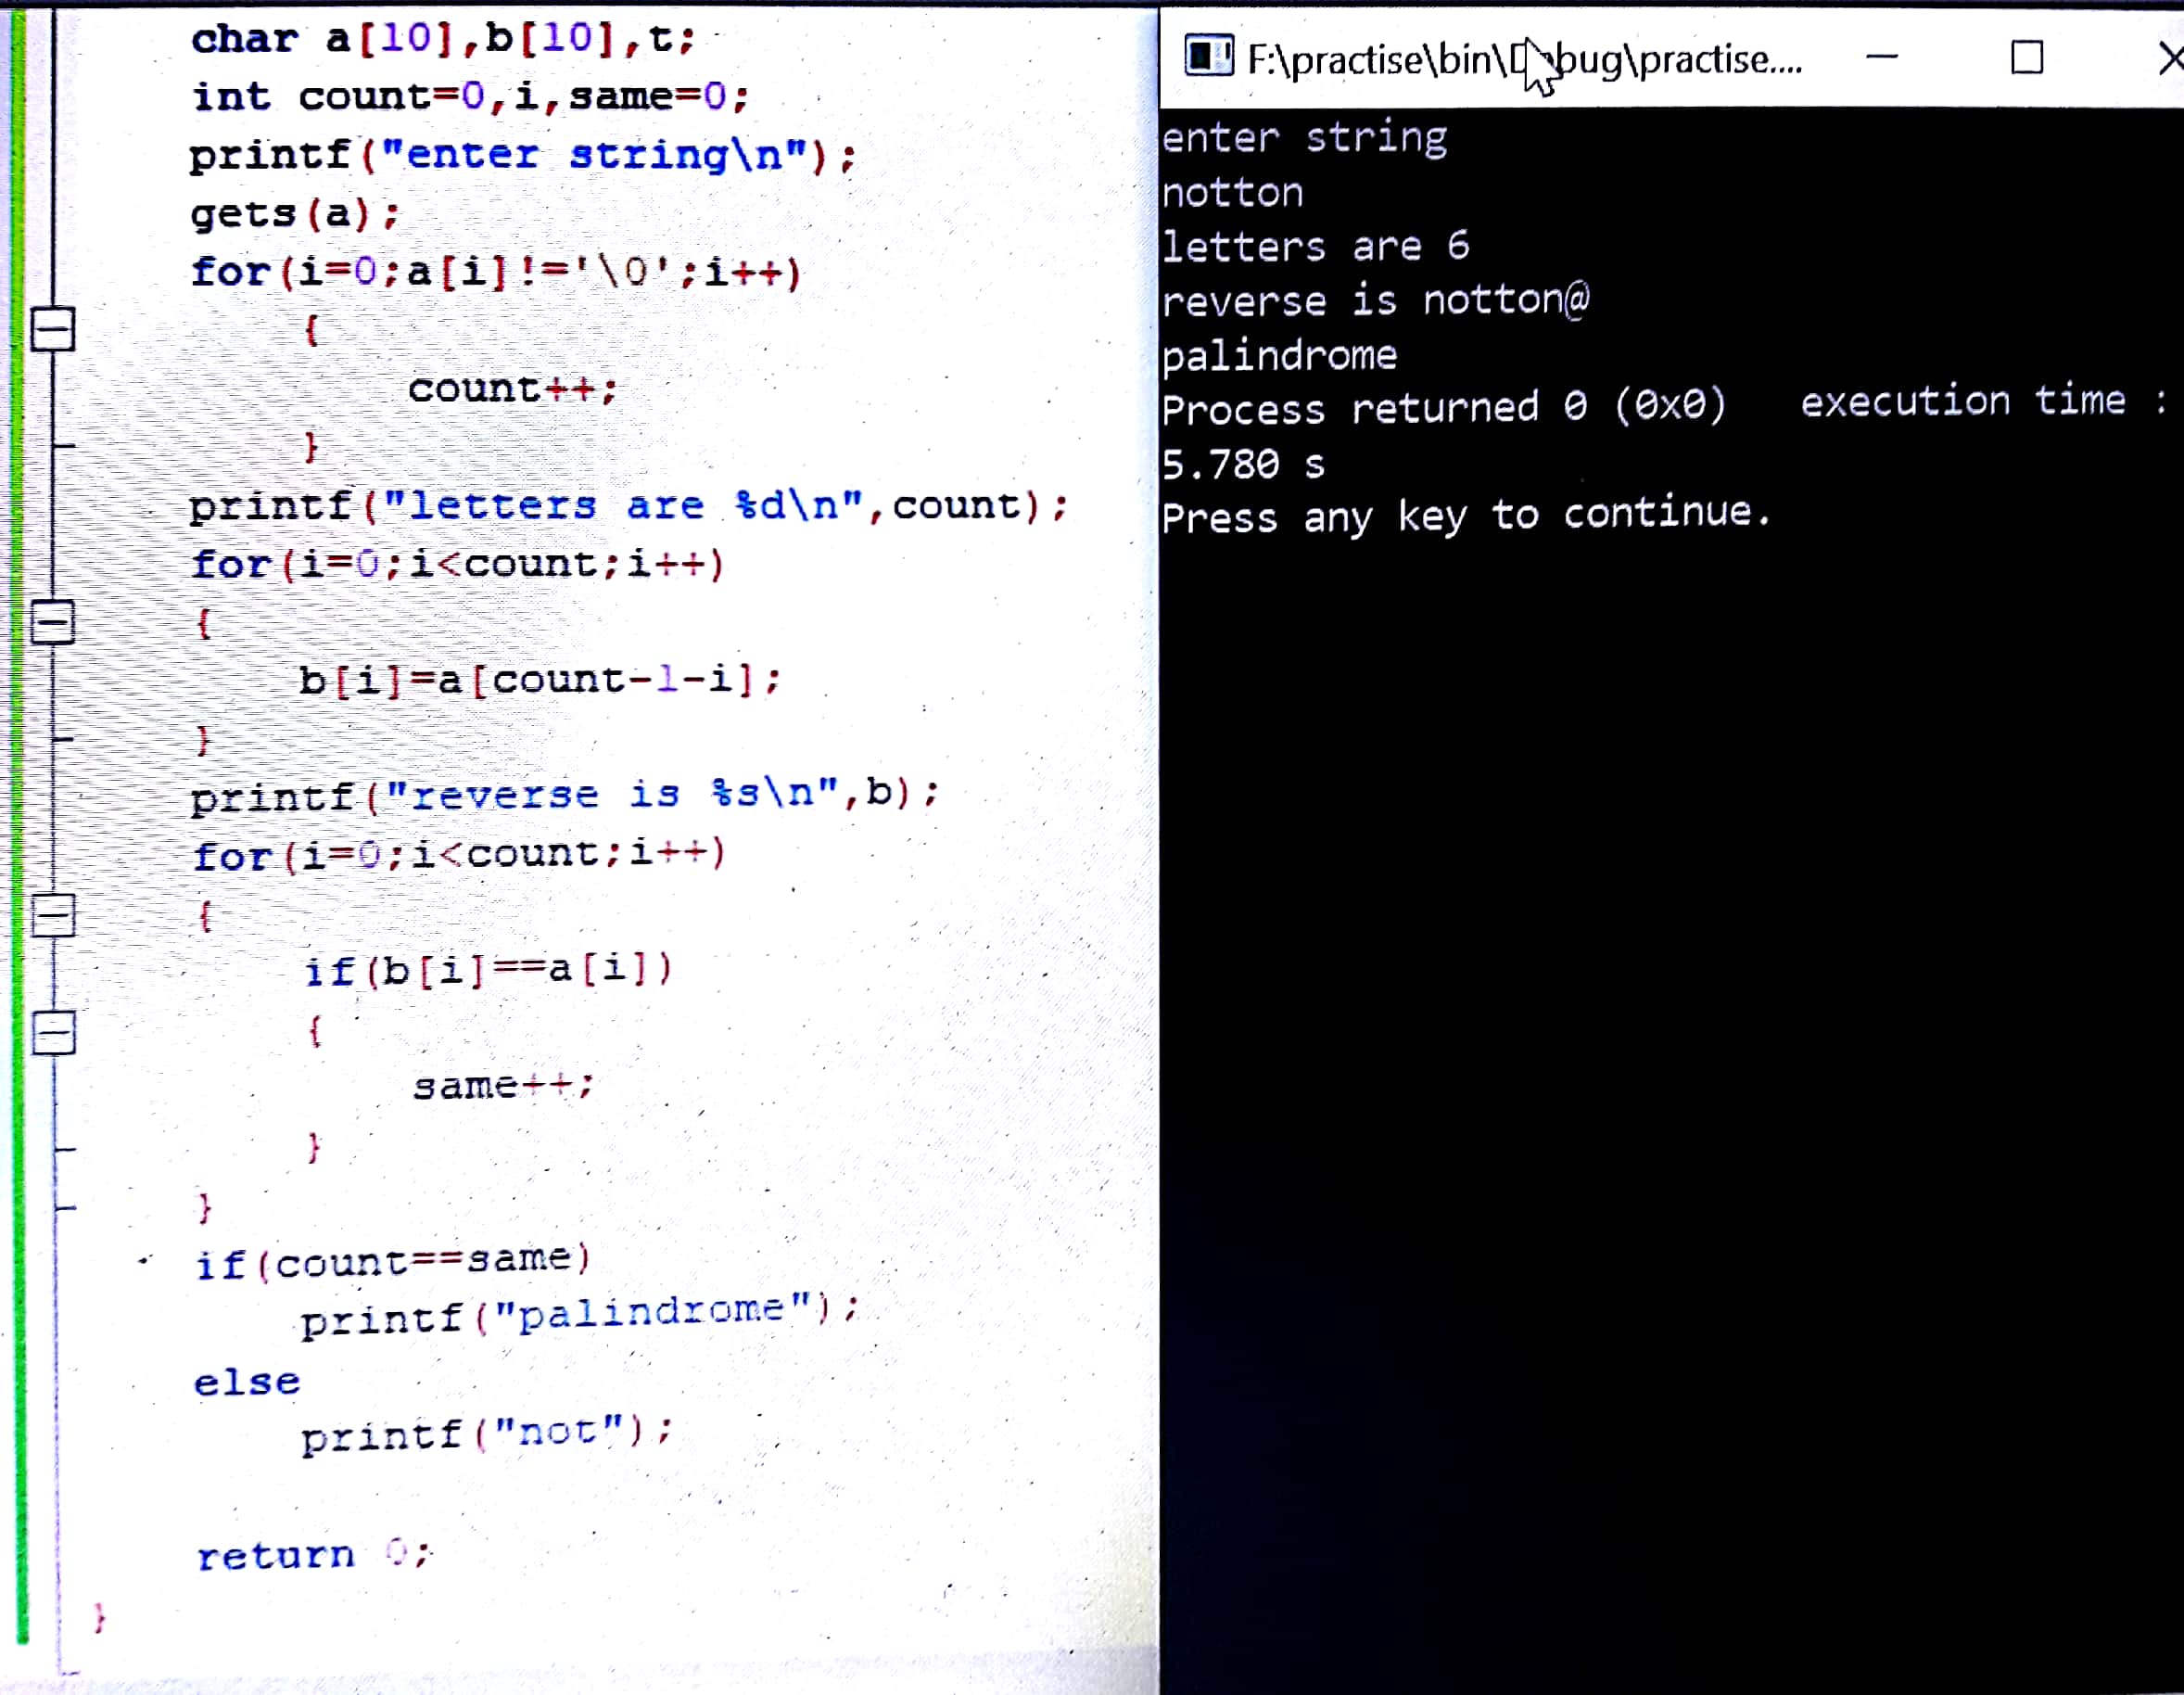 char a[10],b[10],t;
int count=0,i,same=0;
printf("enter string\n");
gets(a);
for(i=0;a[i]!='\0';i++)
{
count++;
}
printf("letters are %d\n",count);
for(i=0;i<count;i++)
{
b[i]=a[count-1-i];
}
printf("reverse is %s\n",b);
for(i=0;i<count;i++)
{
if(b[i]==a[i])
{
same++;
}
}
if(count==same)
printf("palindrome");
else
printf("not");
return 0;
}
F:\practise\bin\Debug\practise....
enter string
notton
letters are 6
reverse is notton@
palindrome
Process returned 0 (0x0)   execution time :
5.780 s
Press any key to continue.